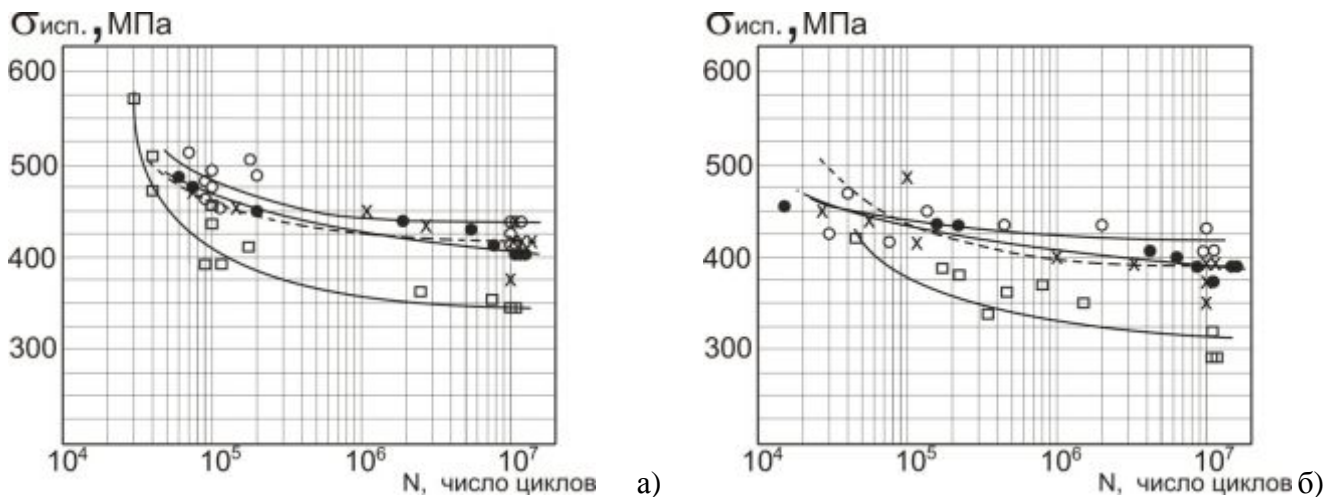 σисп., МПа
600
500
400
300
10⁴ 10⁵ 10⁶ 10⁷
N, число циклов
а)
σисп., МПа
600
500
400
300
10⁴ 10⁵ 10⁶ 10⁷
N, число циклов
б)